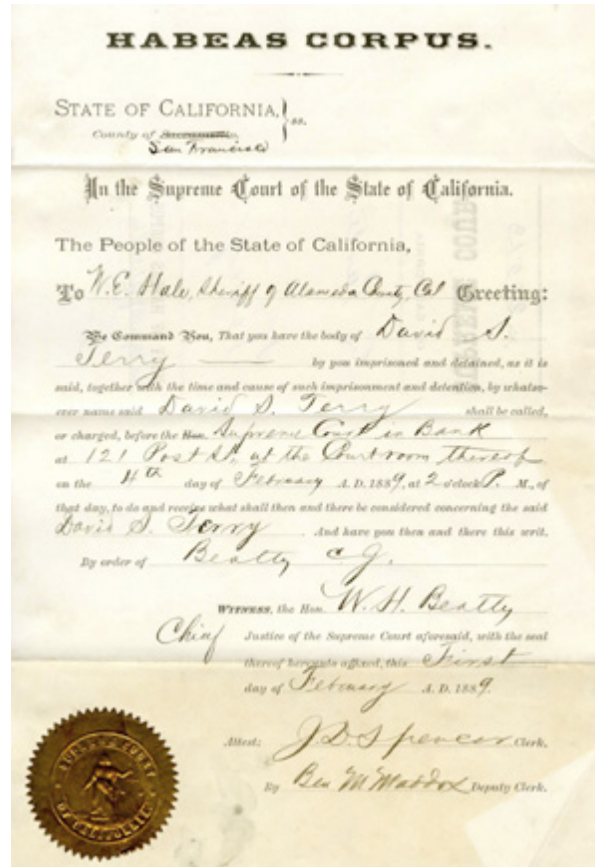 HABEAS CORPUS.
STATE OF CALIFORNIA, } ss.
County of Sacramento,
San Francisco
In the Supreme Court of the State of California.
The People of the State of California,
To W. E. Hale, Sheriff of Alameda County, Cal Greeting:
We Command You, That you have the body of David S.
Terry — by you imprisoned and detained, as it is
said, together with the time and cause of such imprisonment and detention, by whatso-
ever name said David S. Terry shall be called,
or charged, before the Hon. Supreme Court in Bank
at 121 Post St. at the Courtroom thereof
on the 4th day of February A. D. 1889, at 2 o'clock P. M., of
that day, to do and receive what shall then and there be considered concerning the said
David S. Terry. And have you then and there this writ.
By order of Beatty C J.
WITNESS, the Hon. W. H. Beatty
Chief Justice of the Supreme Court aforesaid, with the seal
thereof hereunto affixed, this First
day of February A. D. 1889.
Attest: J. D. Spencer Clerk.
By Ben M Maddox Deputy Clerk.
SUPREME COURT
OF CALIFORNIA